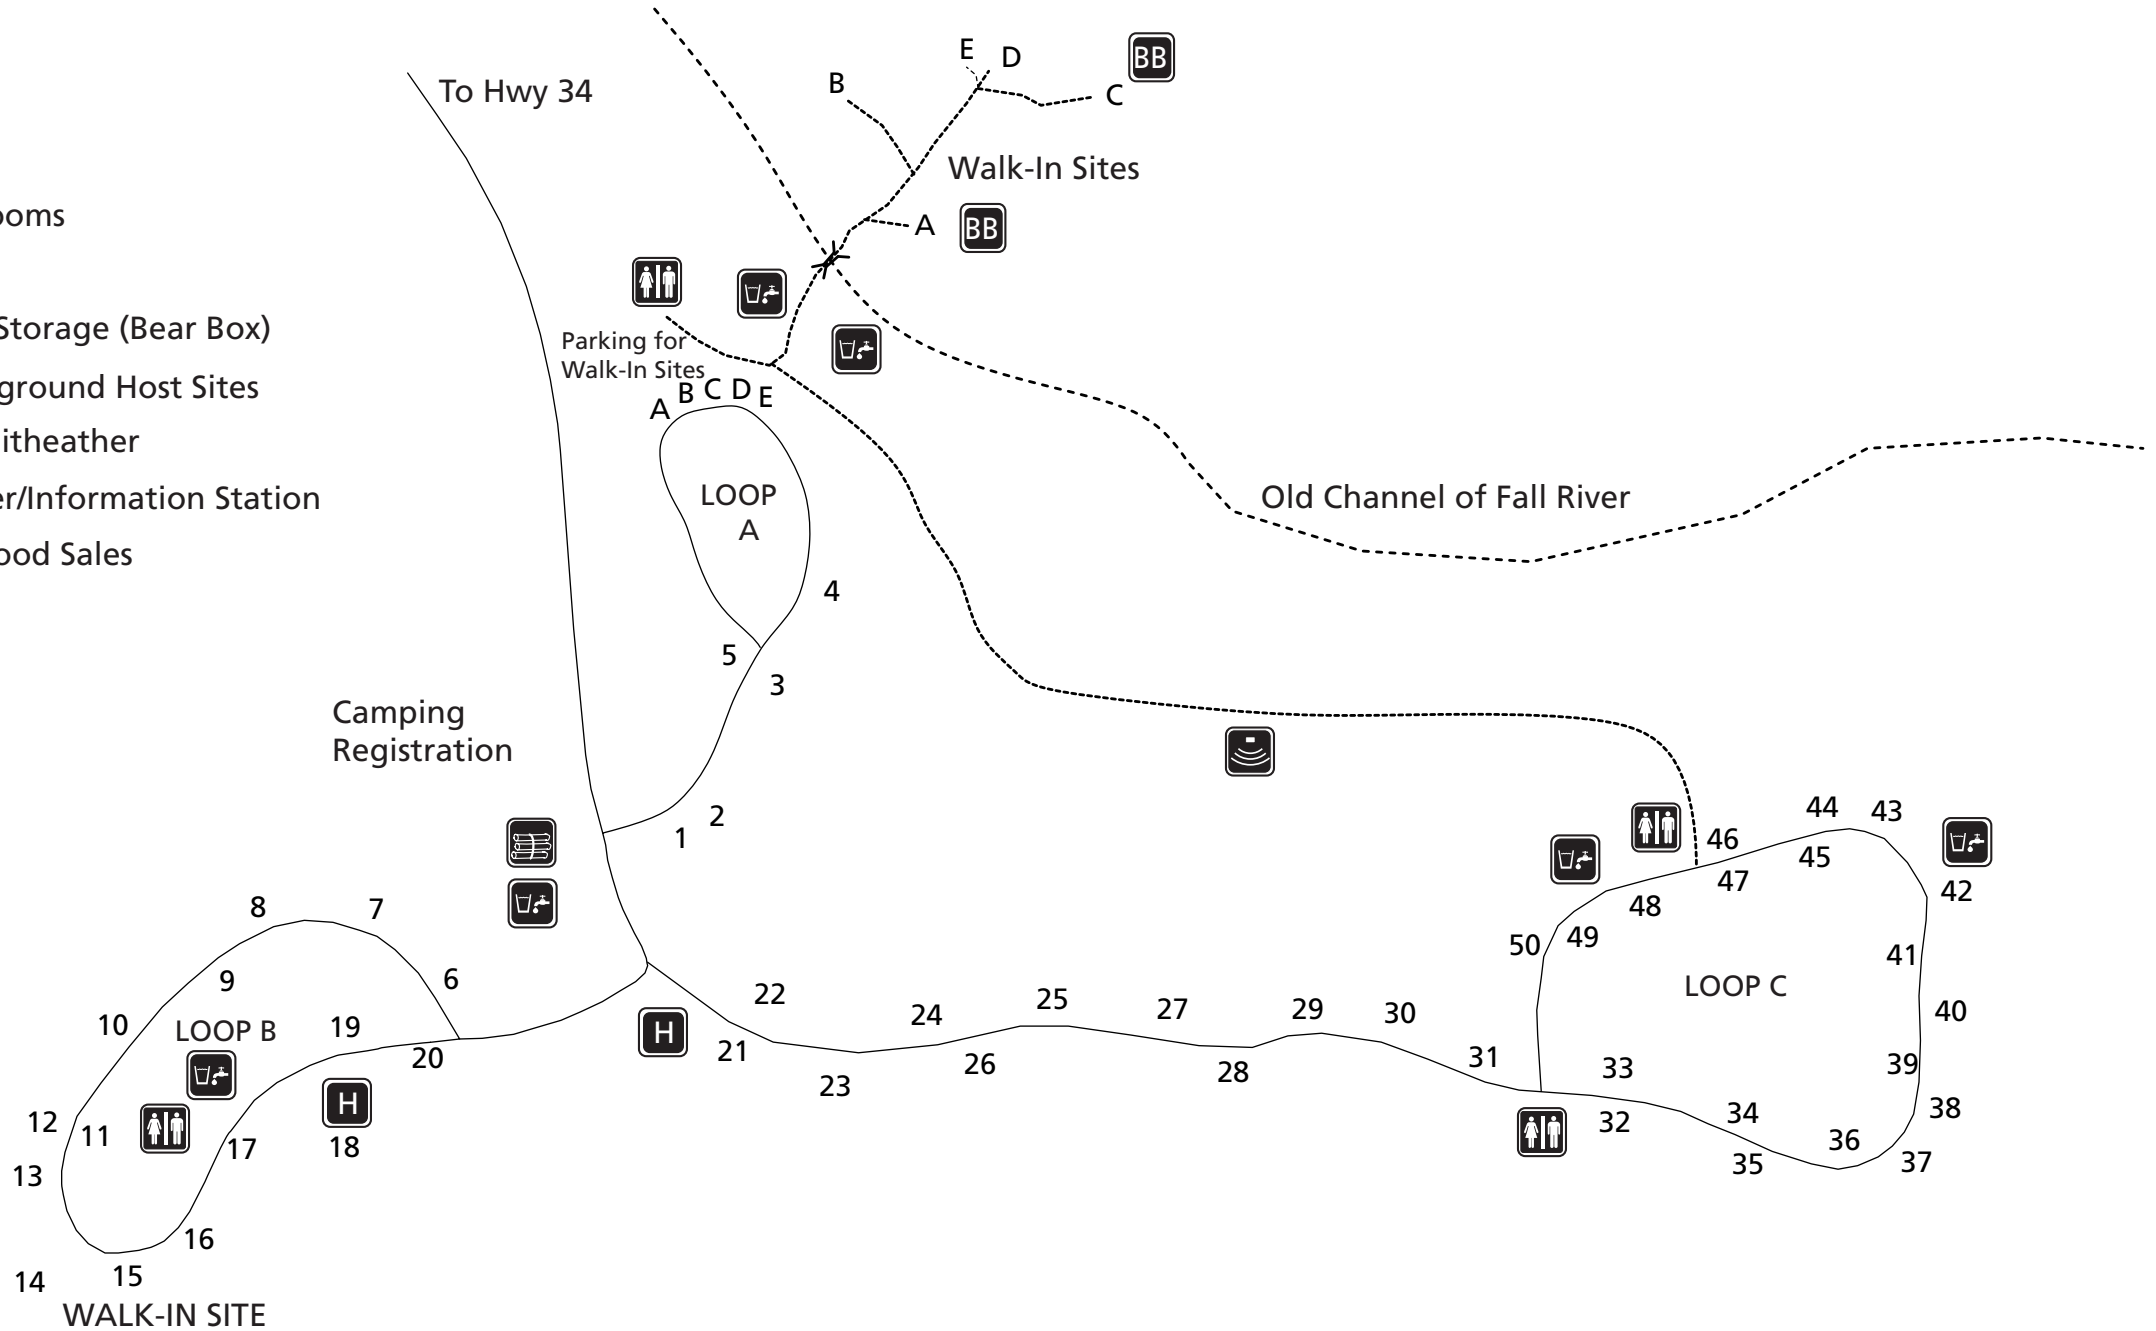 To Hwy 34
E
D
BB
B
C
Walk-In Sites
A
BB
ooms
Storage (Bear Box)
ground Host Sites
itheather
er/Information Station
ood Sales
Parking for
Walk-In Sites
A B C D E
LOOP
A
Old Channel of Fall River
4
5
3
Camping
Registration
2
1
8
7
9
6
10
LOOP B
19
20
H
12
11
17
18
13
16
14
15
WALK-IN SITE
H
22
21
23
24
26
25
27
28
29
30
31
44
43
46
45
47
42
48
50
49
41
LOOP C
40
33
39
32
34
38
36
35
37